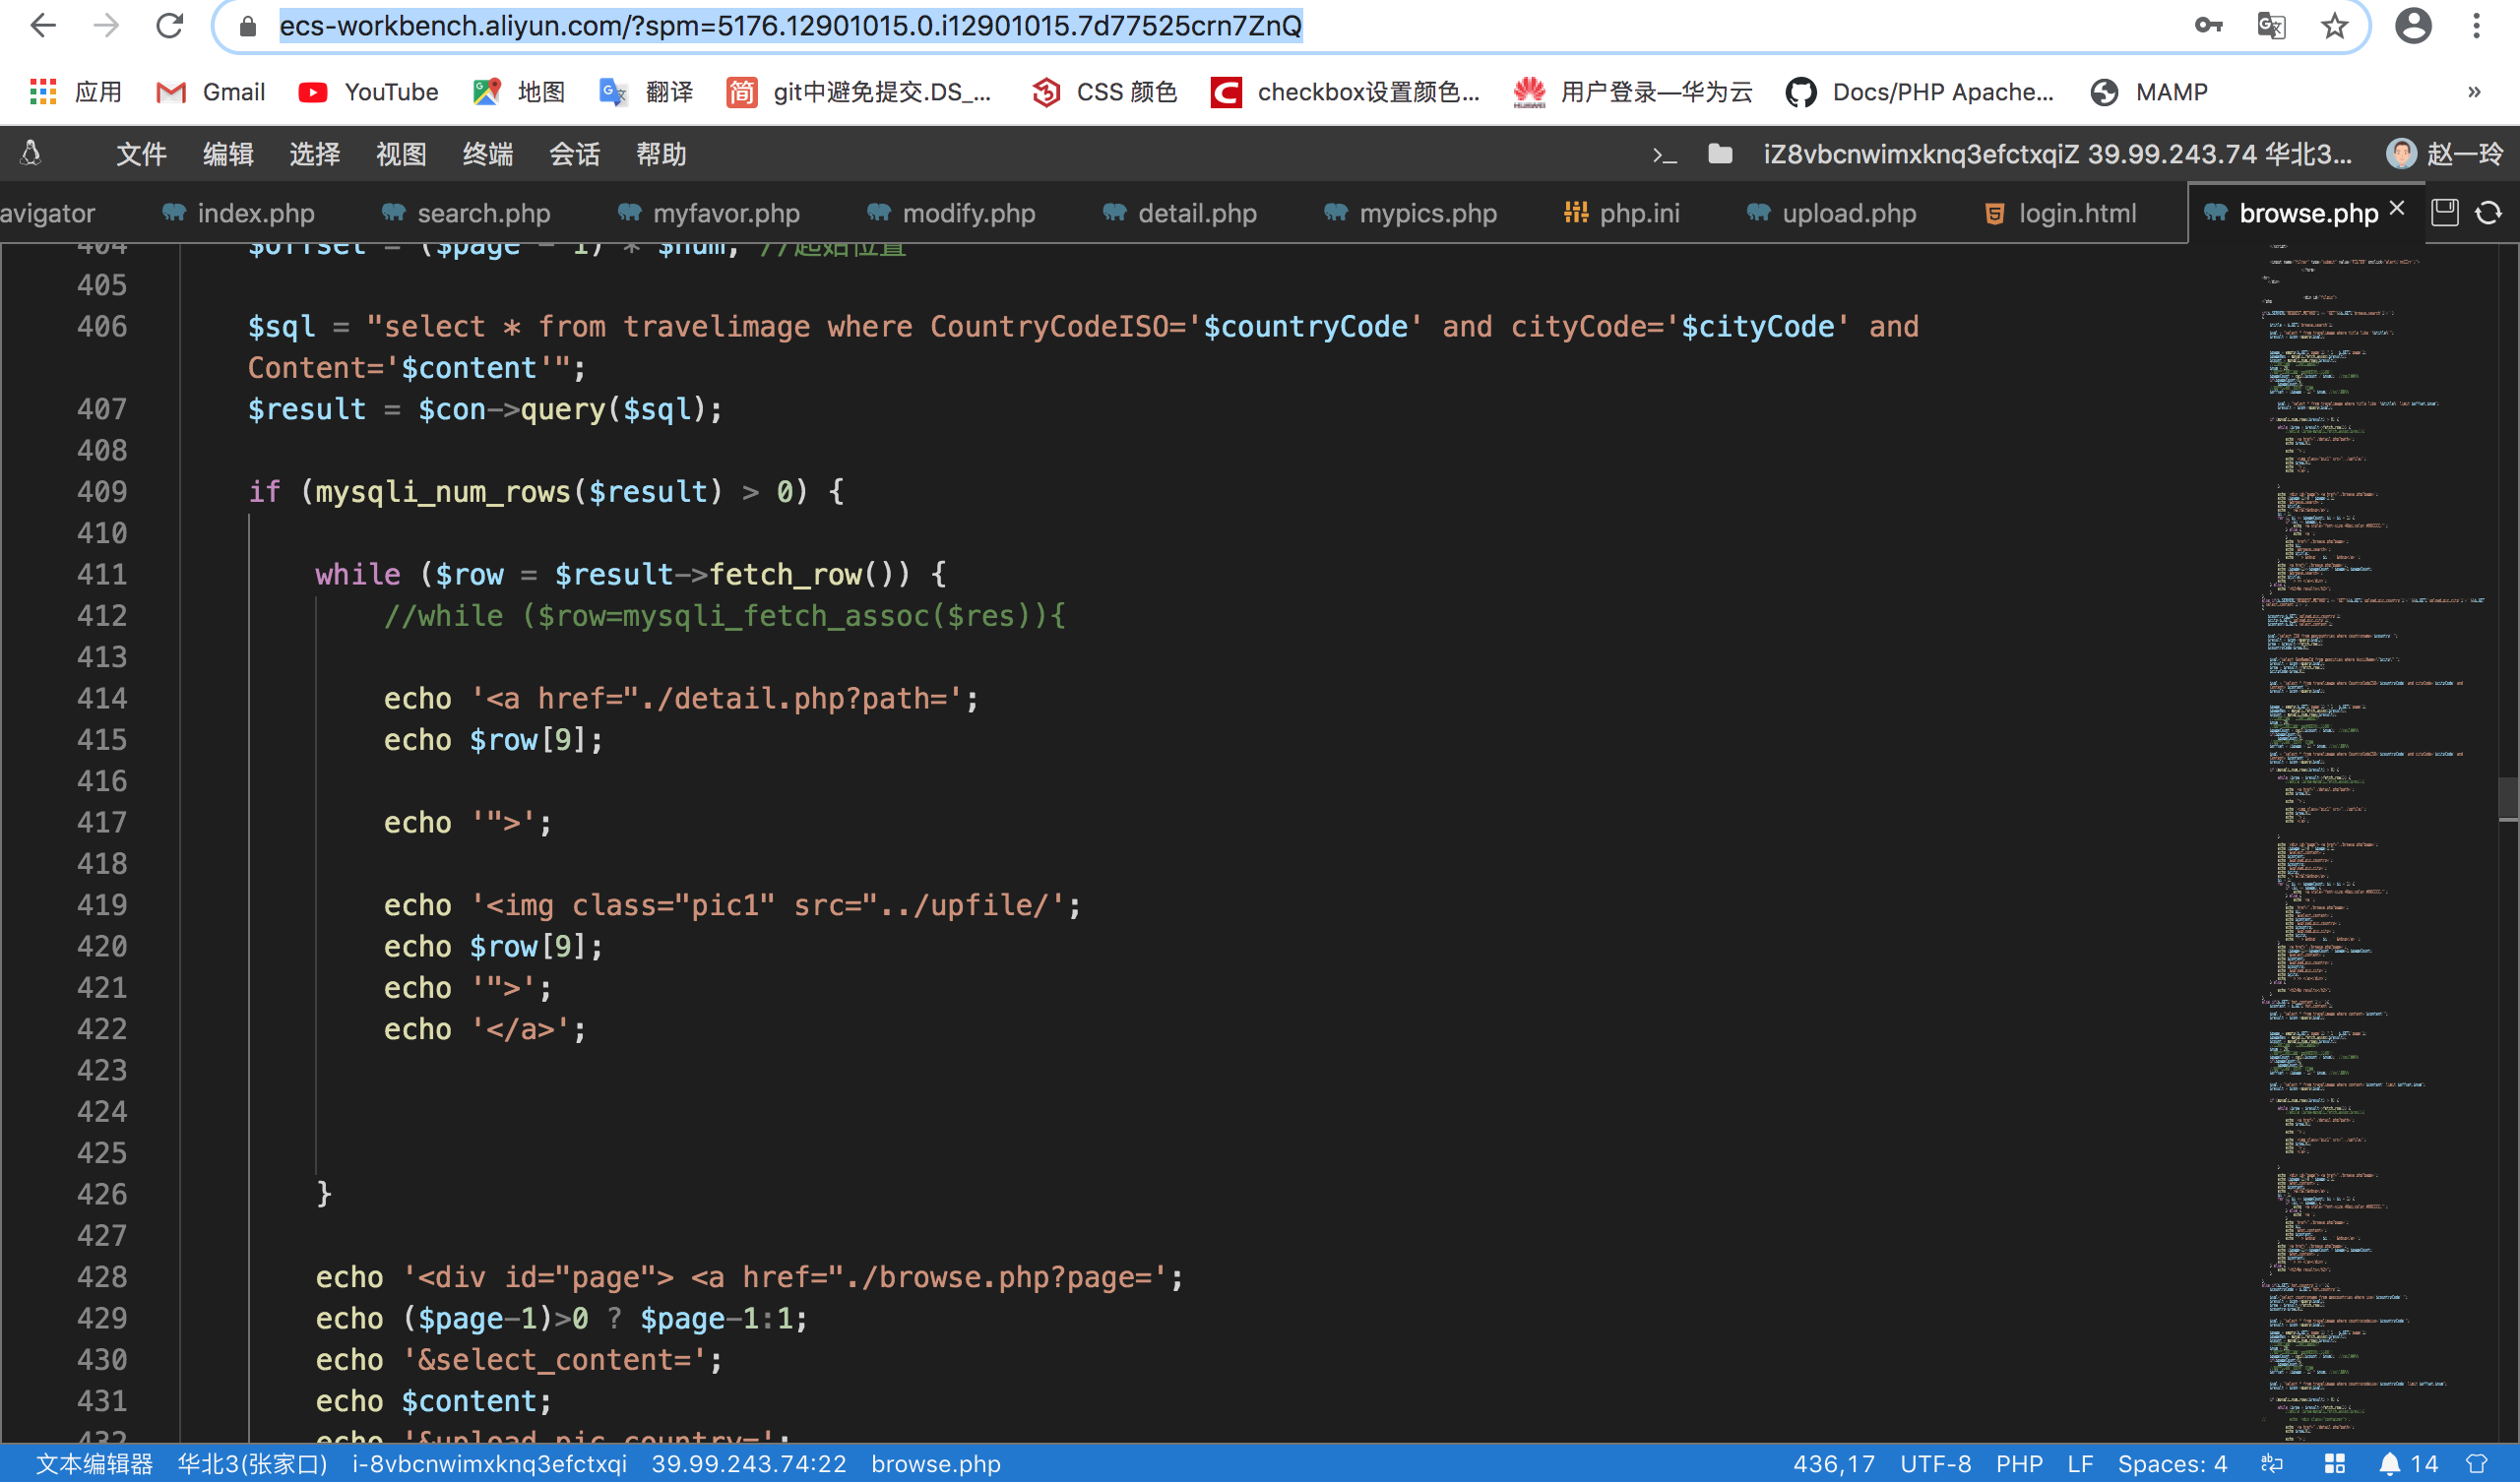 ecs-workbench.aliyun.com/?spm=5176.12901015.0.i12901015.7d77525crn7ZnQ
应用 Gmail YouTube 地图 翻译 简 git中避免提交.DS_... CSS 颜色 checkbox设置颜色... 用户登录—华为云 Docs/PHP Apache... MAMP »
文件 编辑 选择 视图 终端 会话 帮助 iZ8vbcnwimxknq3efctxqiZ 39.99.243.74 华北3... 赵一玲
avigator index.php search.php myfavor.php modify.php detail.php mypics.php php.ini upload.php login.html browse.php
404 $offset = ($page - 1) * $num; //起始位置
405
406 $sql = "select * from travelimage where CountryCodeISO='$countryCode' and cityCode='$cityCode' and
Content='$content'";
407 $result = $con->query($sql);
408
409 if (mysqli_num_rows($result) > 0) {
410
411 while ($row = $result->fetch_row()) {
412 //while ($row=mysqli_fetch_assoc($res)){
413
414 echo '<a href="./detail.php?path=';
415 echo $row[9];
416
417 echo '">';
418
419 echo '<img class="pic1" src="../upfile/';
420 echo $row[9];
421 echo '">';
422 echo '</a>';
423
424
425
426 }
427
428 echo '<div id="page"> <a href="./browse.php?page=';
429 echo ($page-1)>0 ? $page-1:1;
430 echo '&select_content=';
431 echo $content;
432 echo '&upload_pic_country=';
文本编辑器 华北3(张家口) i-8vbcnwimxknq3efctxqi 39.99.243.74:22 browse.php 436,17 UTF-8 PHP LF Spaces: 4 14